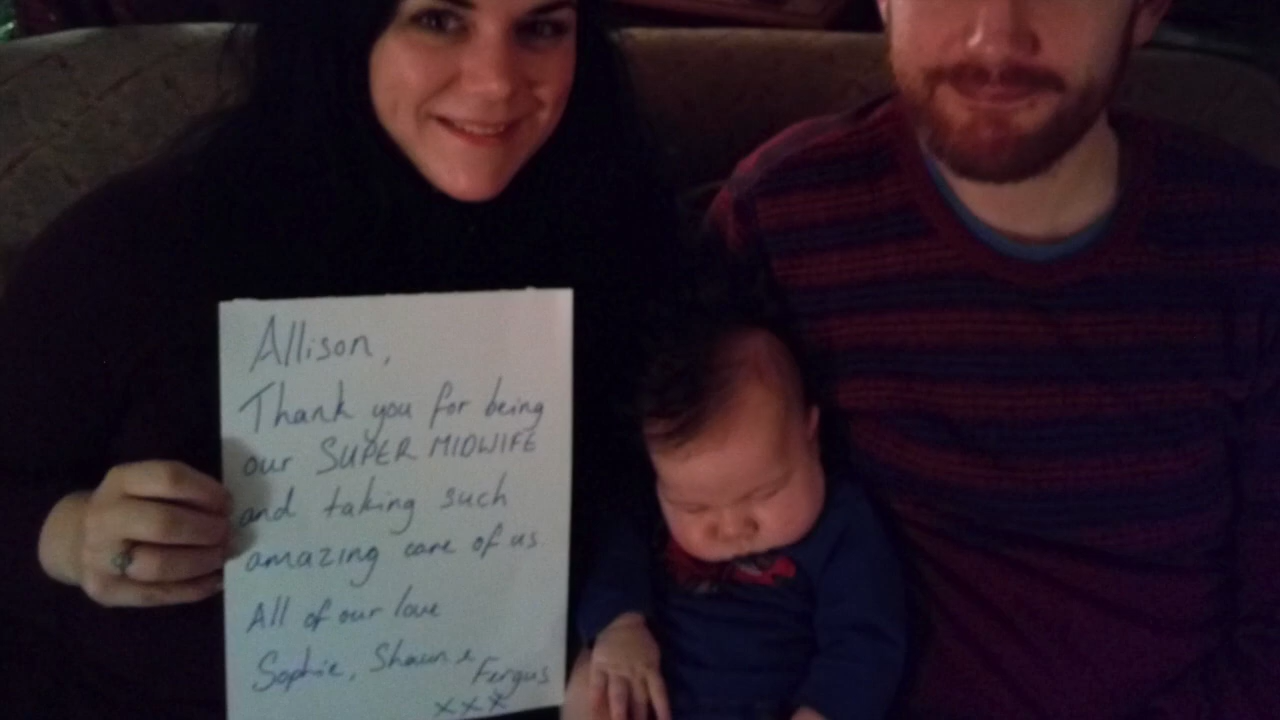 Allison,
Thank you for being
our SUPER MIDWIFE
and taking such
amazing care of us.
All of our love
Sophie, Shaun & Fergus
xxx